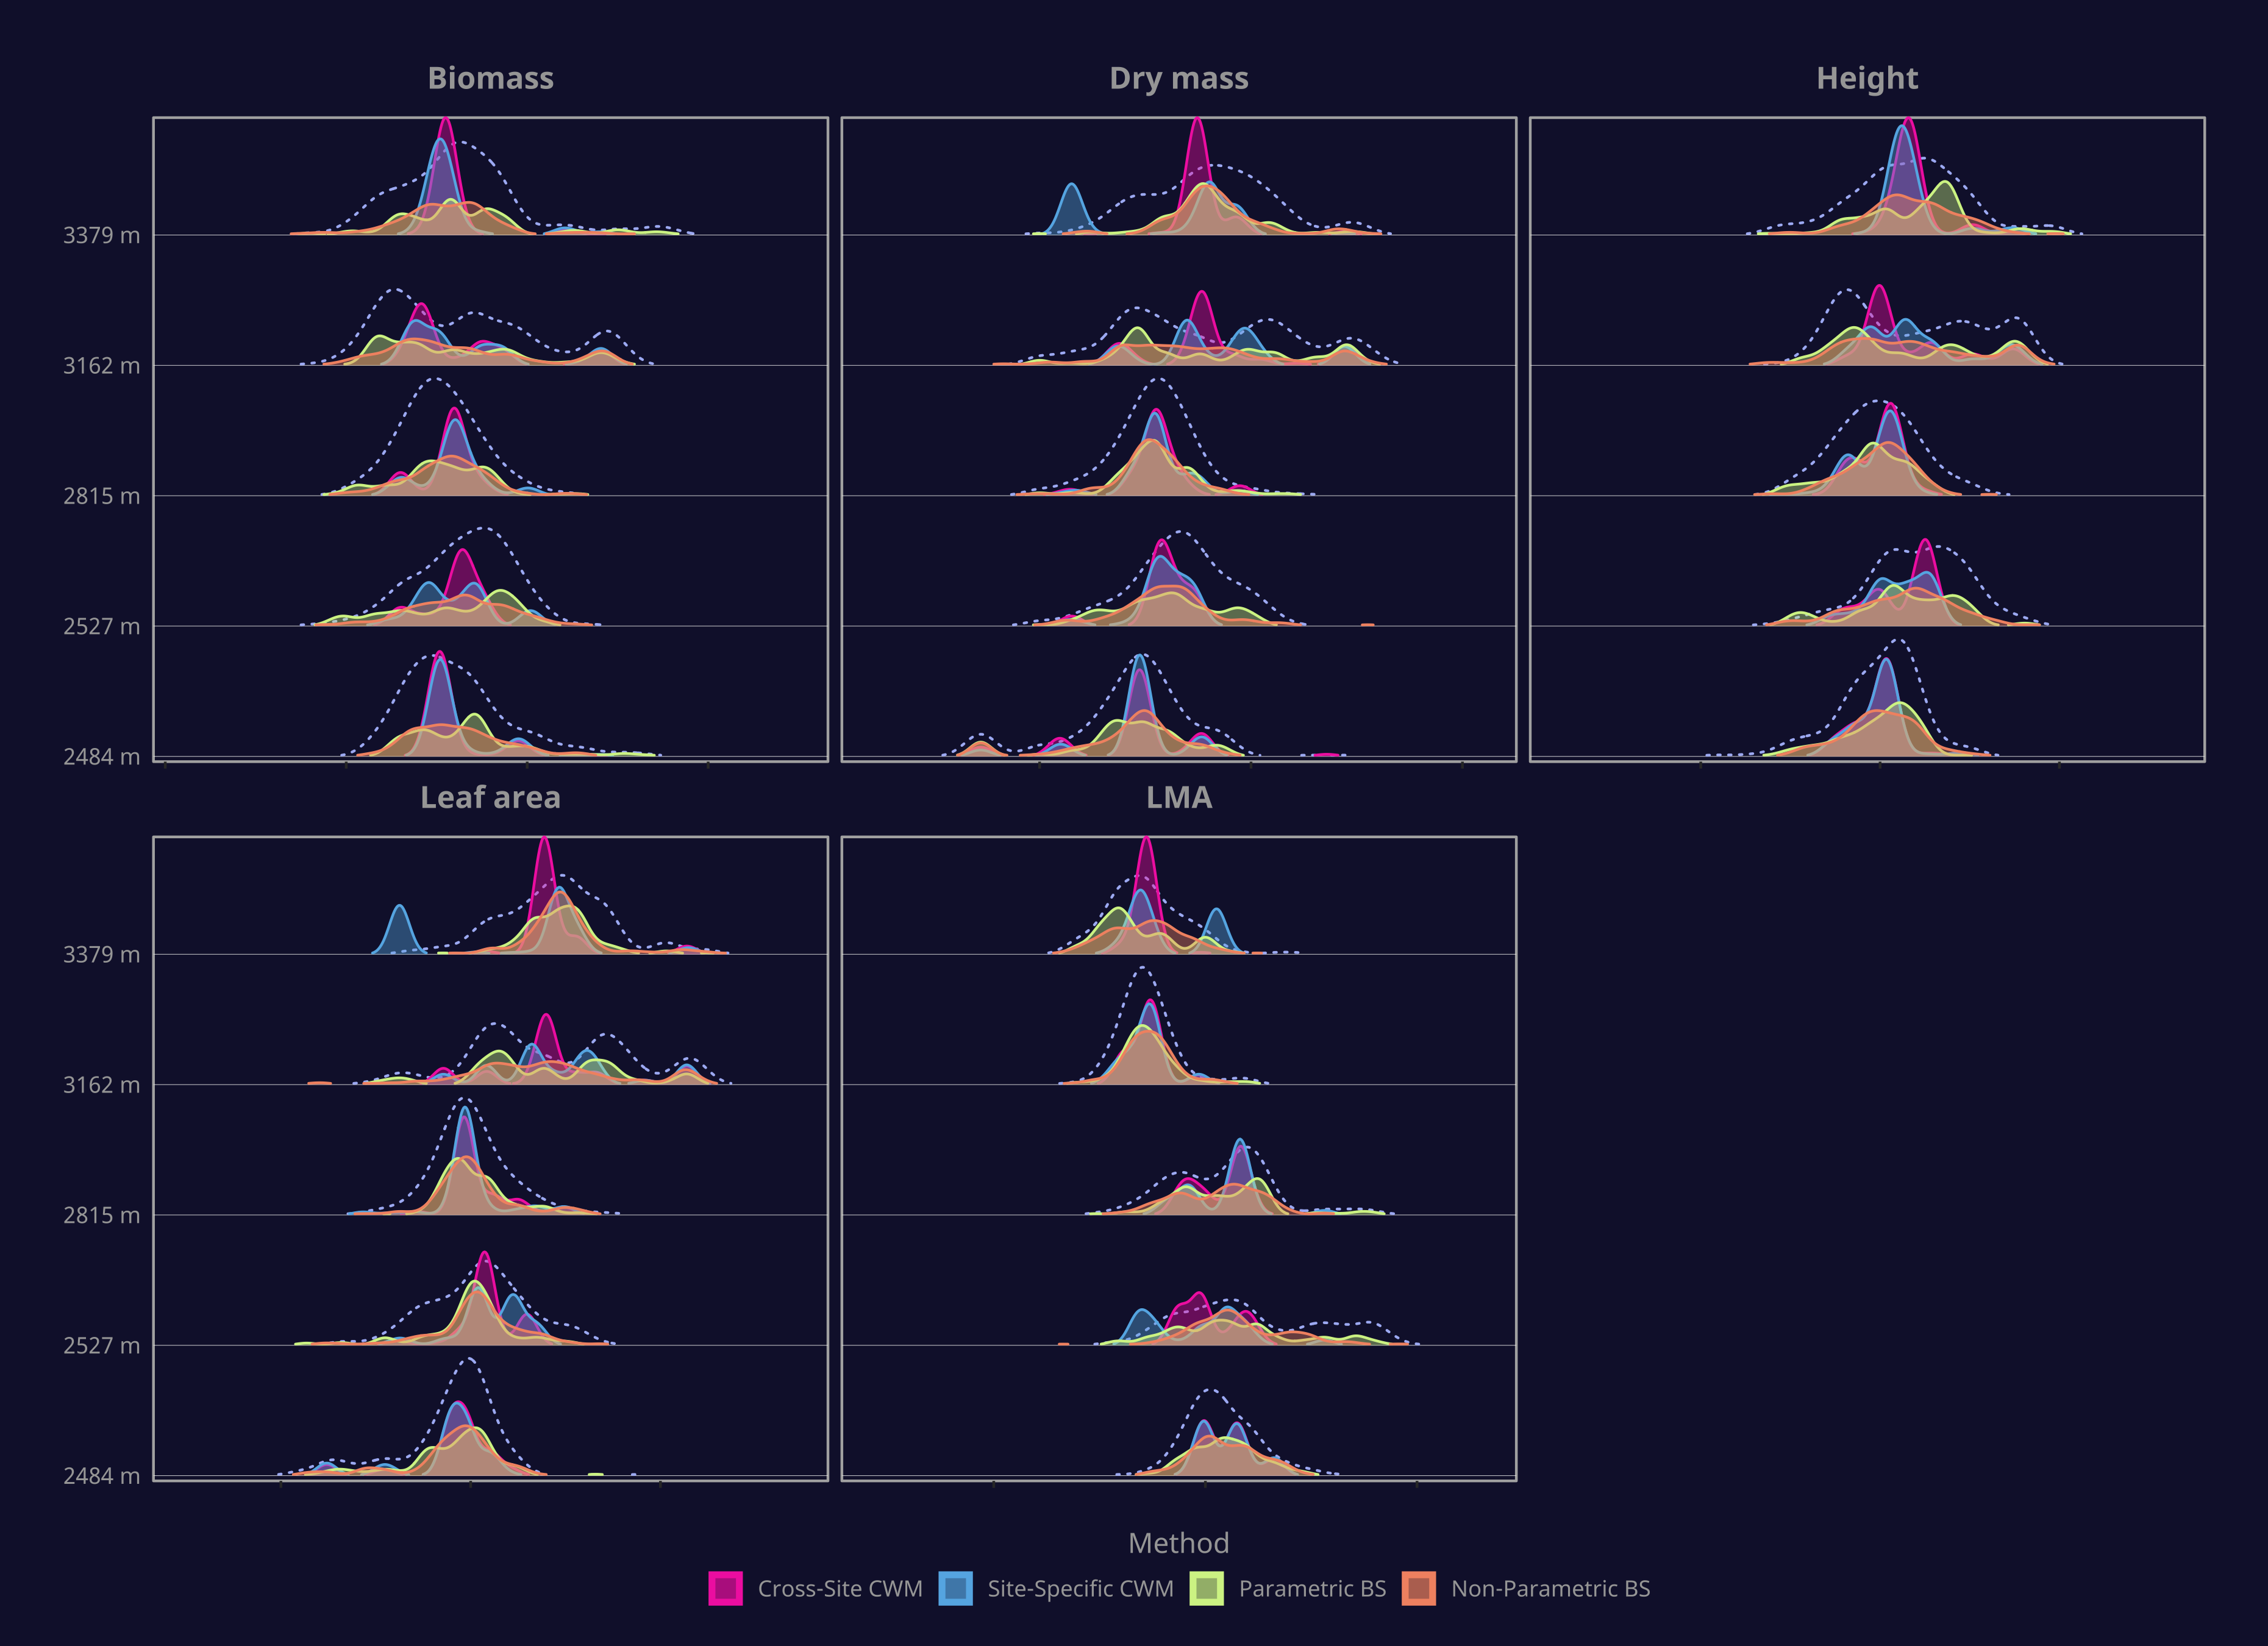 Biomass Dry mass Height
3379 m
3162 m
2815 m
2527 m
2484 m
Leaf area LMA
3379 m
3162 m
2815 m
2527 m
2484 m
Method
Cross-Site CWM Site-Specific CWM Parametric BS Non-Parametric BS